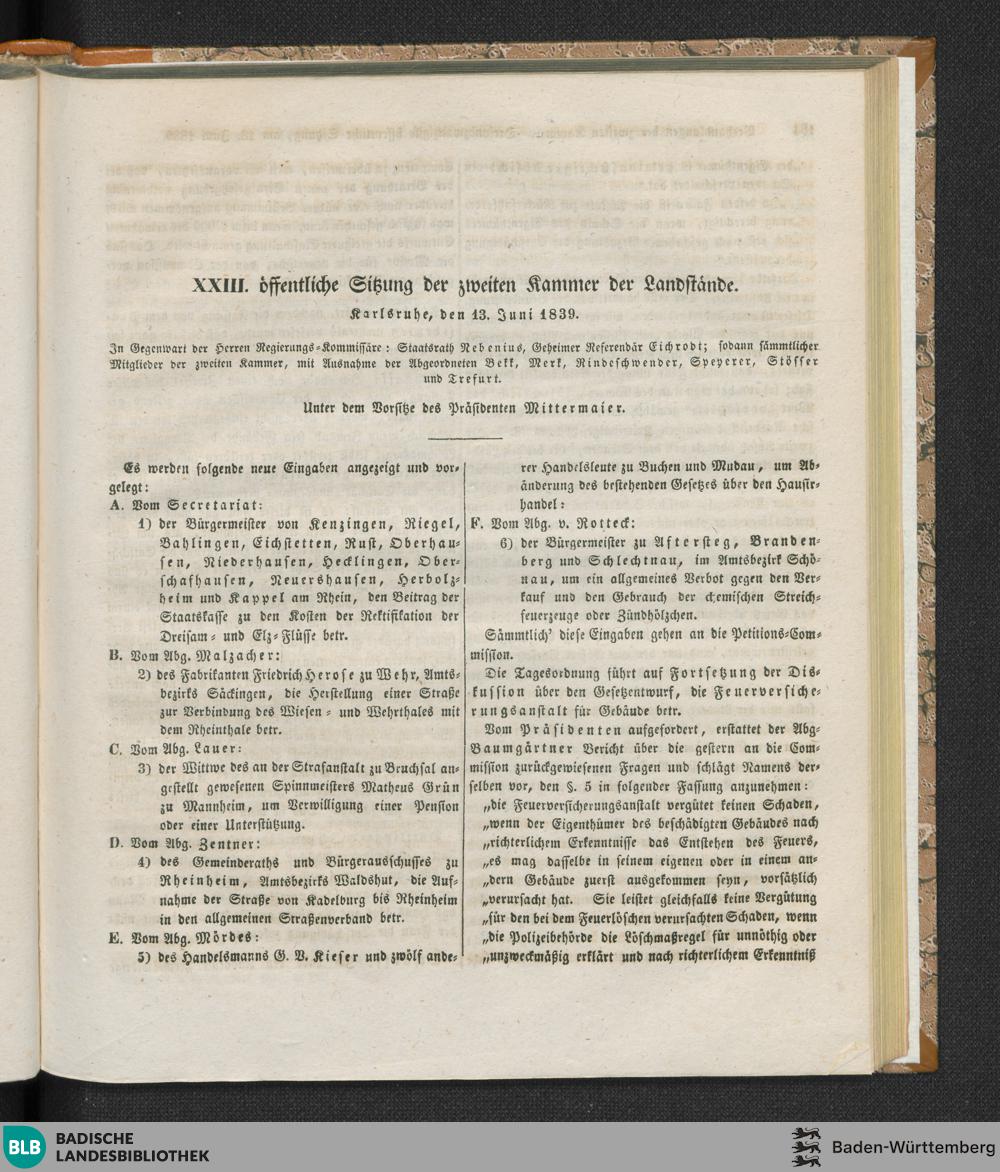 XXIII. öffentliche Sitzung der zweiten Kammer der Landstände.
Karlsruhe, den 13. Juni 1839.
In Gegenwart der Herren Regierungs-Kommissäre: Staatsrath Nebenius, Geheimer Referendär Eichrodt; sodann sämmtlicher
Mitglieder der zweiten Kammer, mit Ausnahme der Abgeordneten Bekk, Merk, Rindeschwender, Speyerer, Stösser
und Trefurt.
Unter dem Vorsitze des Präsidenten Mittermaier.
Es werden folgende neue Eingaben angezeigt und vor-
gelegt:
A. Vom Secretariat:
1) der Bürgermeister von Kenzingen, Riegel,
Bahlingen, Eichstetten, Rust, Oberhau-
sen, Niederhausen, Hecklingen, Ober-
schafhausen, Neuershausen, Herbolz-
heim und Kappel am Rhein, den Beitrag der
Staatskasse zu den Kosten der Rektifikation der
Dreisam- und Elz-Flüsse betr.
B. Vom Abg. Malzacher:
2) des Fabrikanten Friedrich Herose zu Wehr, Amts-
bezirks Säckingen, die Herstellung einer Straße
zur Verbindung des Wiesen- und Wehrthales mit
dem Rheinthale betr.
C. Vom Abg. Lauer:
3) der Wittwe des an der Strafanstalt zu Bruchsal an-
gestellt gewesenen Spinnmeisters Matheus Grün
zu Mannheim, um Verwilligung einer Pension
oder einer Unterstützung.
D. Vom Abg. Zentner:
4) des Gemeinderaths und Bürgerausschusses zu
Rheinheim, Amtsbezirks Waldshut, die Auf-
nahme der Straße von Kadelburg bis Rheinheim
in den allgemeinen Straßenverband betr.
E. Vom Abg. Mördes:
5) des Handelsmanns G. V. Kieser und zwölf ande-
rer Handelsleute zu Buchen und Mudau, um Ab-
änderung des bestehenden Gesetzes über den Hausir-
handel:
F. Vom Abg. v. Rotteck:
6) der Bürgermeister zu Aftersteg, Branden-
berg und Schlechtnau, im Amtsbezirk Schö-
nau, um ein allgemeines Verbot gegen den Ver-
kauf und den Gebrauch der chemischen Streich-
feuerzeuge oder Zündhölzchen.
Sämmtlich' diese Eingaben gehen an die Petitions-Com-
mission.
Die Tagesordnung führt auf Fortsetzung der Dis-
kussion über den Gesetzentwurf, die Feuerversiche-
rungsanstalt für Gebäude betr.
Vom Präsidenten aufgefordert, erstattet der Abg.
Baumgärtner Bericht über die gestern an die Com-
mission zurückgewiesenen Fragen und schlägt Namens der-
selben vor, den §. 5 in folgender Fassung anzunehmen:
„die Feuerversicherungsanstalt vergütet keinen Schaden,
„wenn der Eigenthümer des beschädigten Gebäudes nach
„richterlichem Erkenntnisse das Entstehen des Feuers,
„es mag dasselbe in seinem eigenen oder in einem an-
„dern Gebäude zuerst ausgekommen seyn, vorsätzlich
„verursacht hat. Sie leistet gleichfalls keine Vergütung
„für den bei dem Feuerlöschen verursachten Schaden, wenn
„die Polizeibehörde die Löschmaßregel für unnöthig oder
„unzweckmäßig erklärt und nach richterlichem Erkenntniß
BLB BADISCHE
LANDESBIBLIOTHEK
Baden-Württemberg